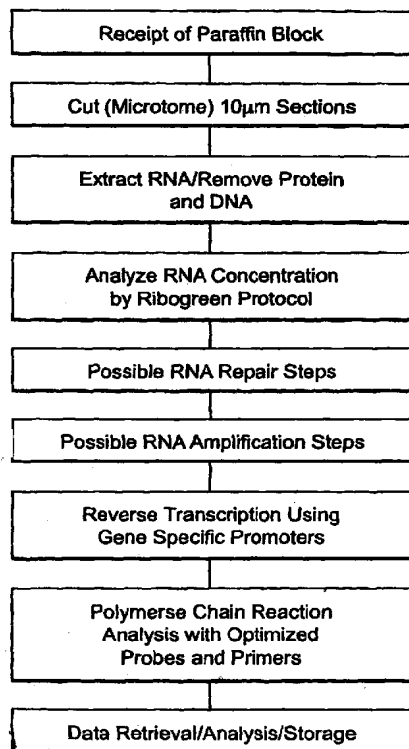 Receipt of Paraffin Block
Cut (Microtome) 10μm Sections
Extract RNA/Remove Protein
and DNA
Analyze RNA Concentration
by Ribogreen Protocol
Possible RNA Repair Steps
Possible RNA Amplification Steps
Reverse Transcription Using
Gene Specific Promoters
Polymerse Chain Reaction
Analysis with Optimized
Probes and Primers
Data Retrieval/Analysis/Storage